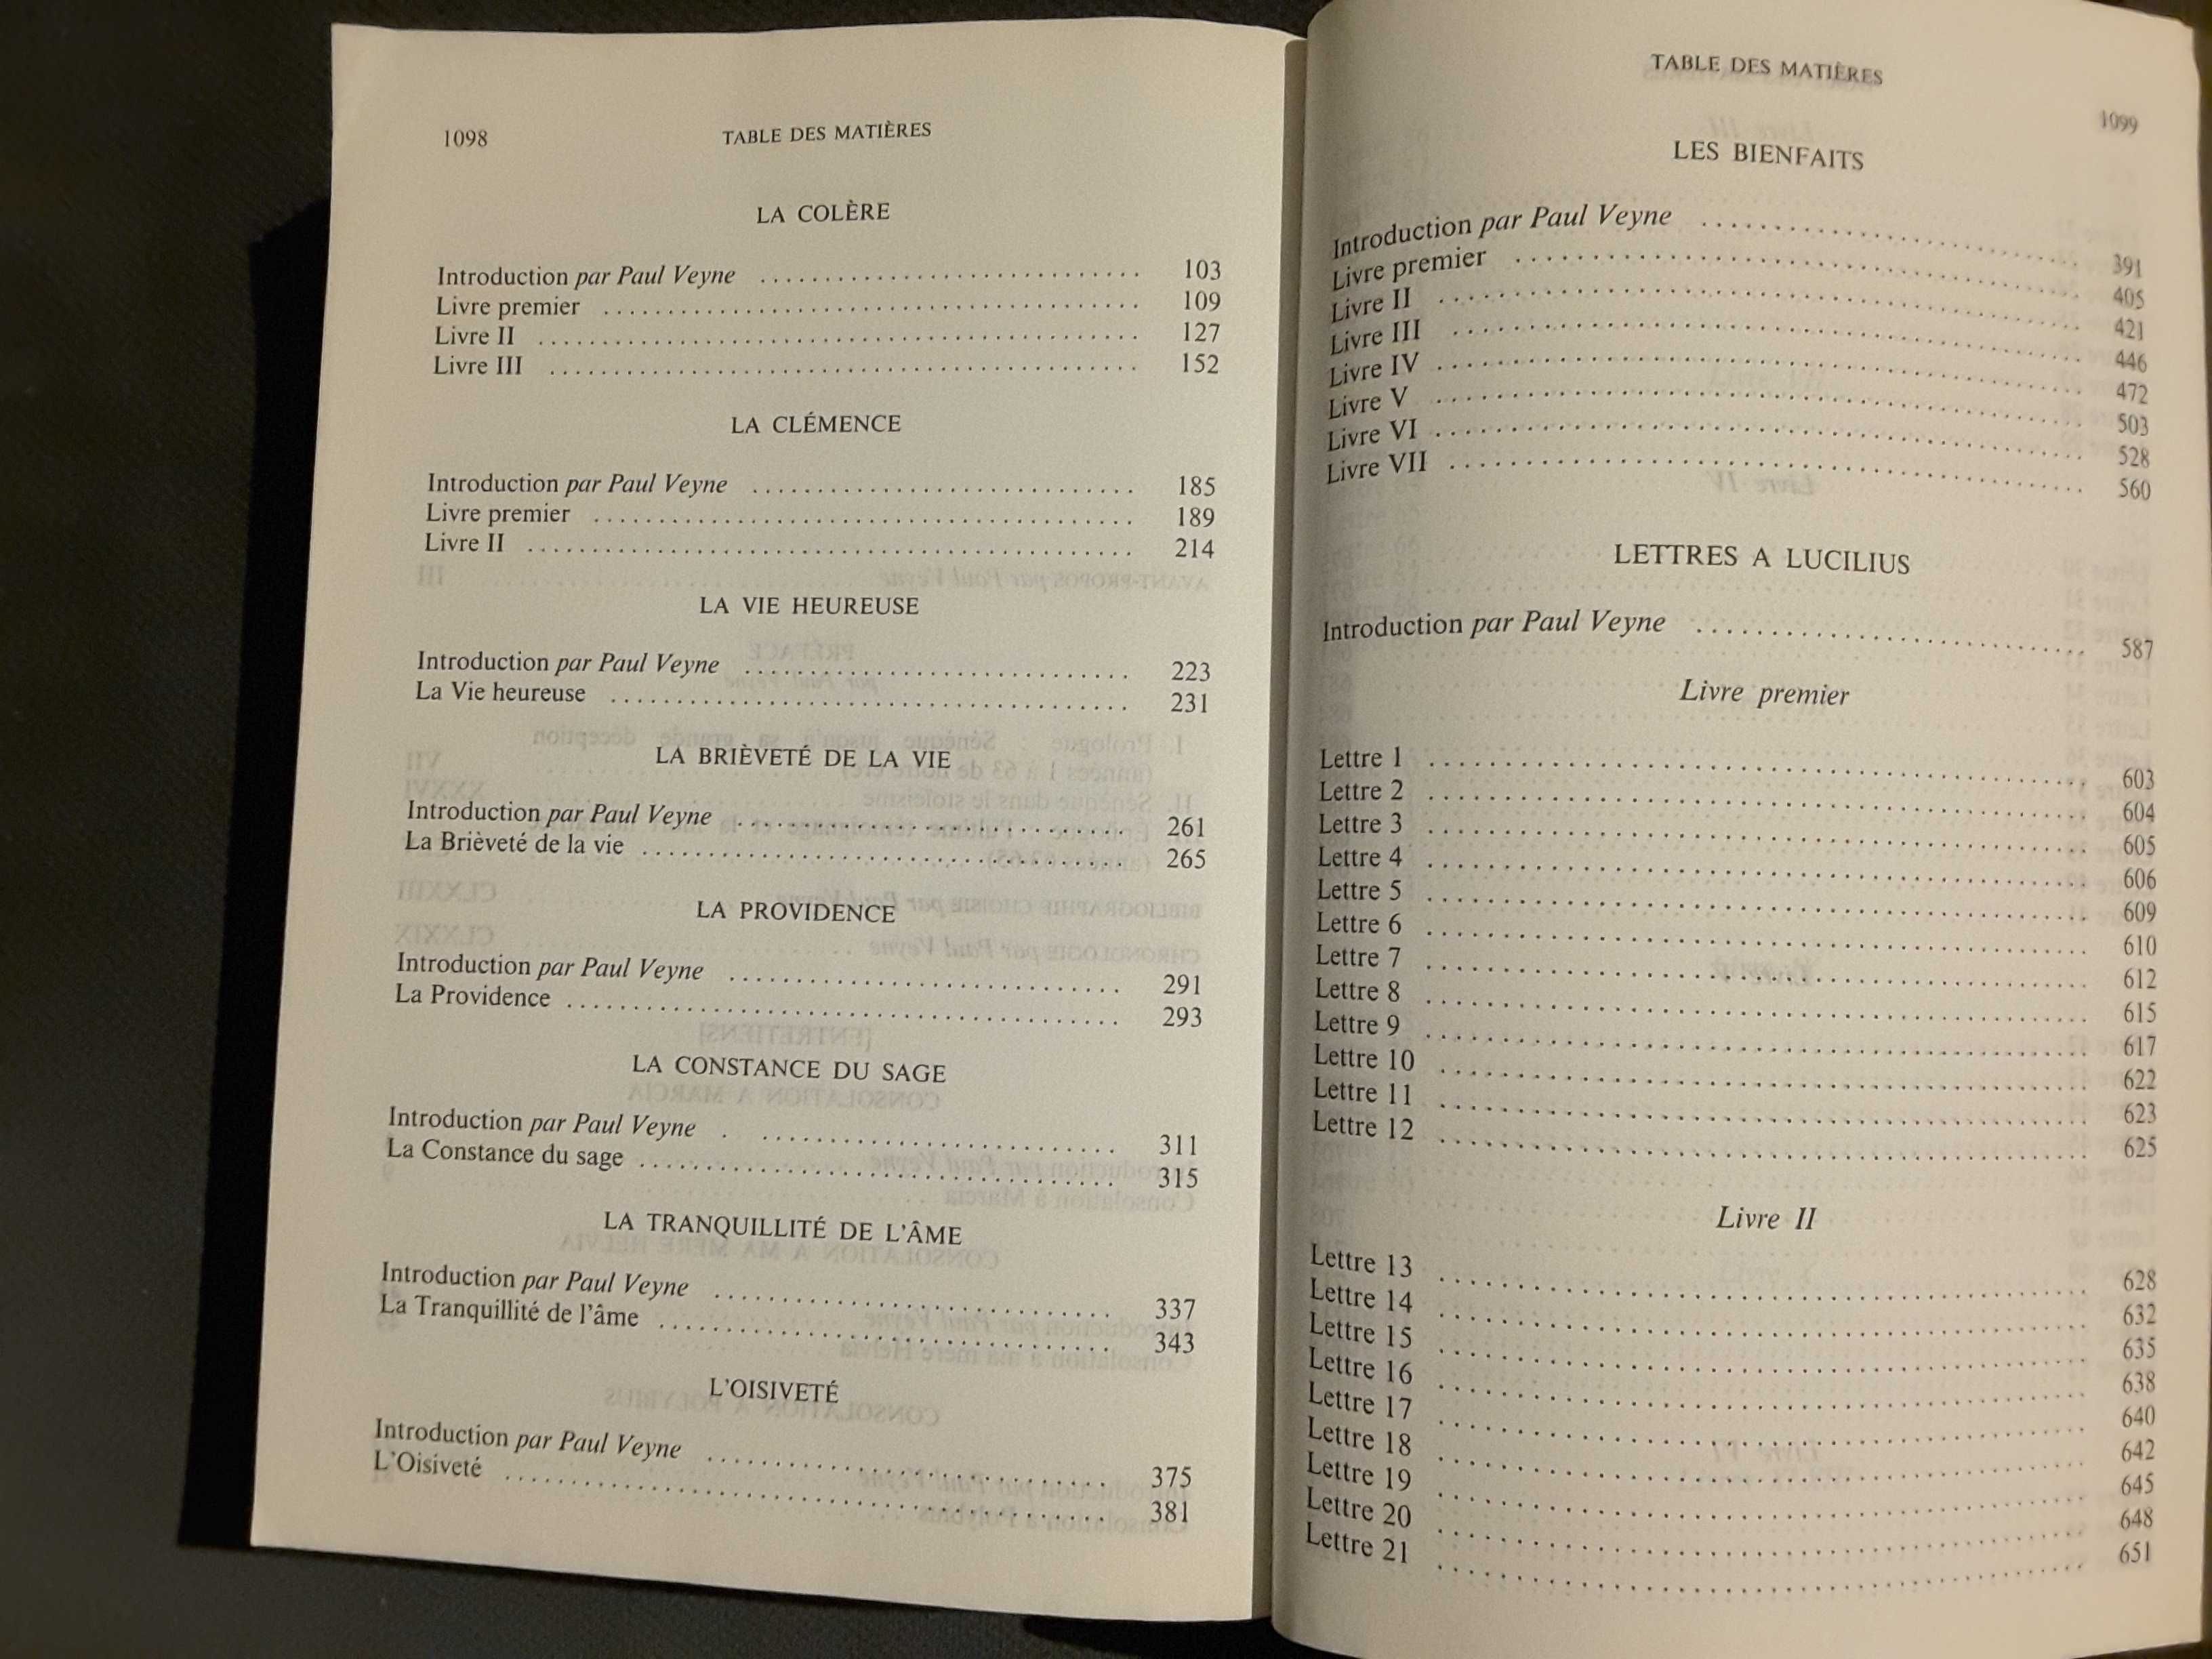 1098
TABLE DES MATIÈRES
LA COLÈRE
Introduction par Paul Veyne .............................. 103
Livre premier .............................. 109
Livre II .............................. 127
Livre III .............................. 152
LA CLÉMENCE
Introduction par Paul Veyne .............................. 185
Livre premier .............................. 189
Livre II .............................. 214
LA VIE HEUREUSE
Introduction par Paul Veyne .............................. 223
La Vie heureuse .............................. 231
LA BRIÈVETÉ DE LA VIE
Introduction par Paul Veyne .............................. 261
La Brièveté de la vie .............................. 265
LA PROVIDENCE
Introduction par Paul Veyne .............................. 291
La Providence .............................. 293
LA CONSTANCE DU SAGE
Introduction par Paul Veyne .............................. 311
La Constance du sage .............................. 315
LA TRANQUILLITÉ DE L'ÂME
Introduction par Paul Veyne .............................. 337
La Tranquillité de l'âme .............................. 343
L'OISIVETÉ
Introduction par Paul Veyne .............................. 375
L'Oisiveté .............................. 381
TABLE DES MATIÈRES
1099
LES BIENFAITS
Introduction par Paul Veyne .............................. 391
Livre premier .............................. 405
Livre II .............................. 421
Livre III .............................. 446
Livre IV .............................. 472
Livre V .............................. 503
Livre VI .............................. 528
Livre VII .............................. 560
LETTRES A LUCILIUS
Introduction par Paul Veyne .............................. 587
Livre premier
Lettre 1 .............................. 603
Lettre 2 .............................. 604
Lettre 3 .............................. 605
Lettre 4 .............................. 606
Lettre 5 .............................. 609
Lettre 6 .............................. 610
Lettre 7 .............................. 612
Lettre 8 .............................. 615
Lettre 9 .............................. 617
Lettre 10 .............................. 622
Lettre 11 .............................. 623
Lettre 12 .............................. 625
Livre II
Lettre 13 .............................. 628
Lettre 14 .............................. 632
Lettre 15 .............................. 635
Lettre 16 .............................. 638
Lettre 17 .............................. 640
Lettre 18 .............................. 642
Lettre 19 .............................. 645
Lettre 20 .............................. 648
Lettre 21 .............................. 651